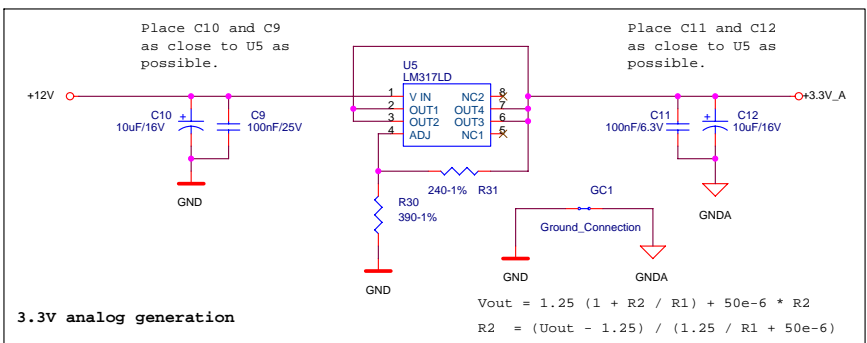 Place C10 and C9
as close to U5 as
possible.
Place C11 and C12
as close to U5 as
possible.
U5
LM317LD
+12V
1
2
3
4
V IN
OUT1
OUT2
ADJ
NC2
OUT4
OUT3
NC1
8
7
6
5
+3.3V_A
C10
10uF/16V
C9
100nF/25V
C11
100nF/6.3V
C12
10uF/16V
GND
240-1%
R31
R30
390-1%
GND
GC1
Ground_Connection
GND
GNDA
GNDA
3.3V analog generation
Vout = 1.25 (1 + R2 / R1) + 50e-6 * R2
R2 = (Uout - 1.25) / (1.25 / R1 + 50e-6)